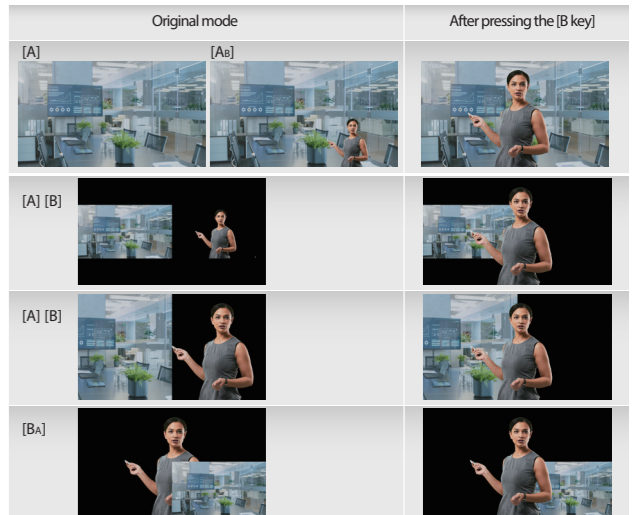 Original mode
After pressing the [B key]
[A]
[AB]
[A] [B]
[A] [B]
[BA]